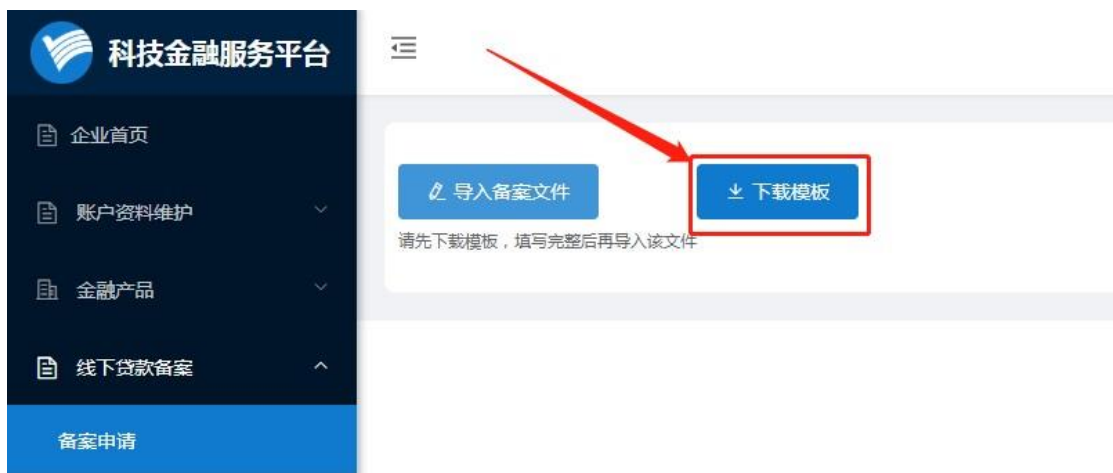 科技金融服务平台
企业首页
账户资料维护
金融产品
线下贷款备案
备案申请
导入备案文件
下载模板
请先下载模板，填写完整后再导入该文件